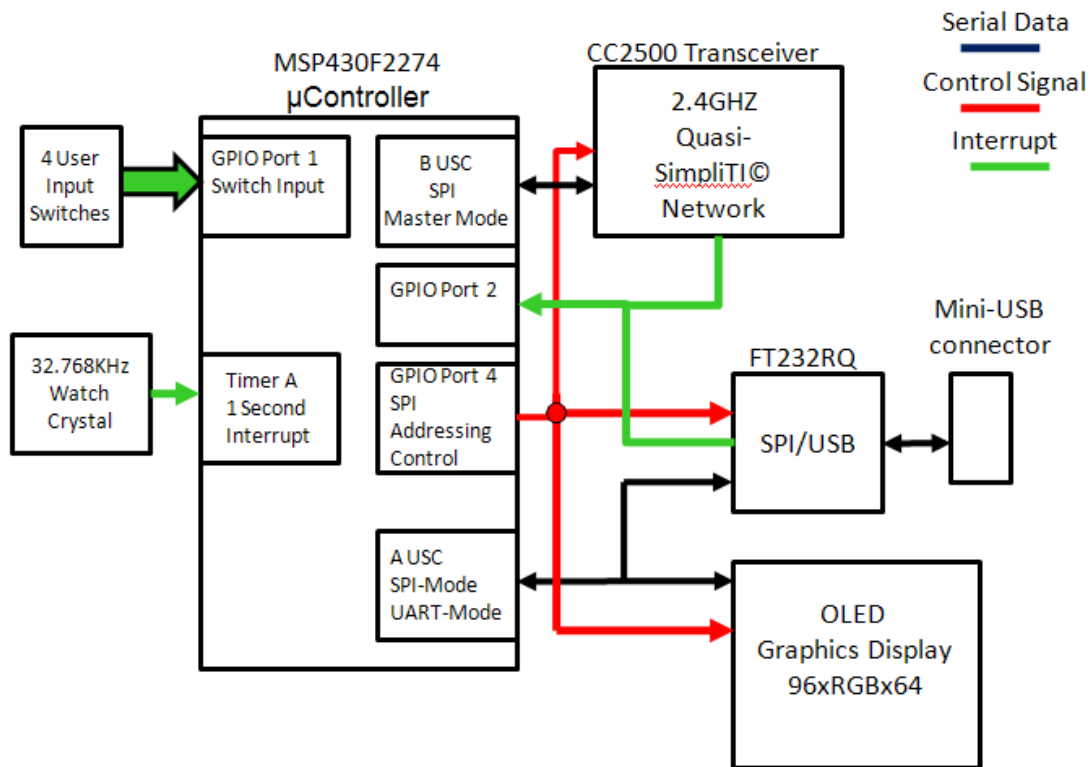 Serial Data
Control Signal
Interrupt
MSP430F2274
µController
CC2500 Transceiver
4 User
Input
Switches
GPIO Port 1
Switch Input
B USC
SPI
Master Mode
2.4GHZ
Quasi-
SimpliTI©
Network
GPIO Port 2
32.768KHz
Watch
Crystal
Timer A
1 Second
Interrupt
GPIO Port 4
SPI
Addressing
Control
FT232RQ
SPI/USB
Mini-USB
connector
A USC
SPI-Mode
UART-Mode
OLED
Graphics Display
96xRGBx64